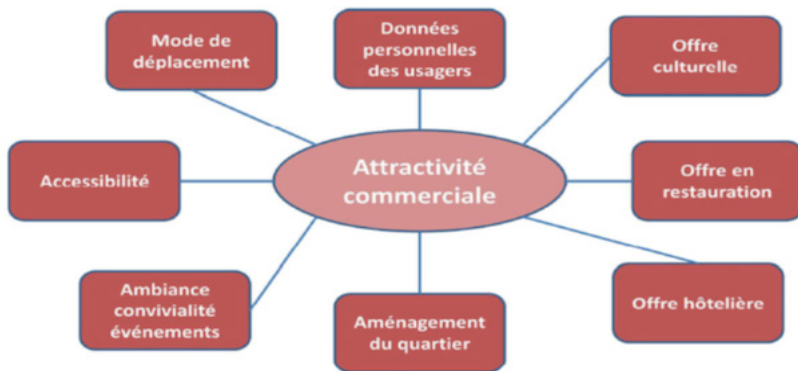 Mode de
déplacement
Données
personnelles
des usagers
Offre
culturelle
Accessibilité
Attractivité
commerciale
Offre en
restauration
Ambiance
convivialité
événements
Aménagement
du quartier
Offre hôtelière